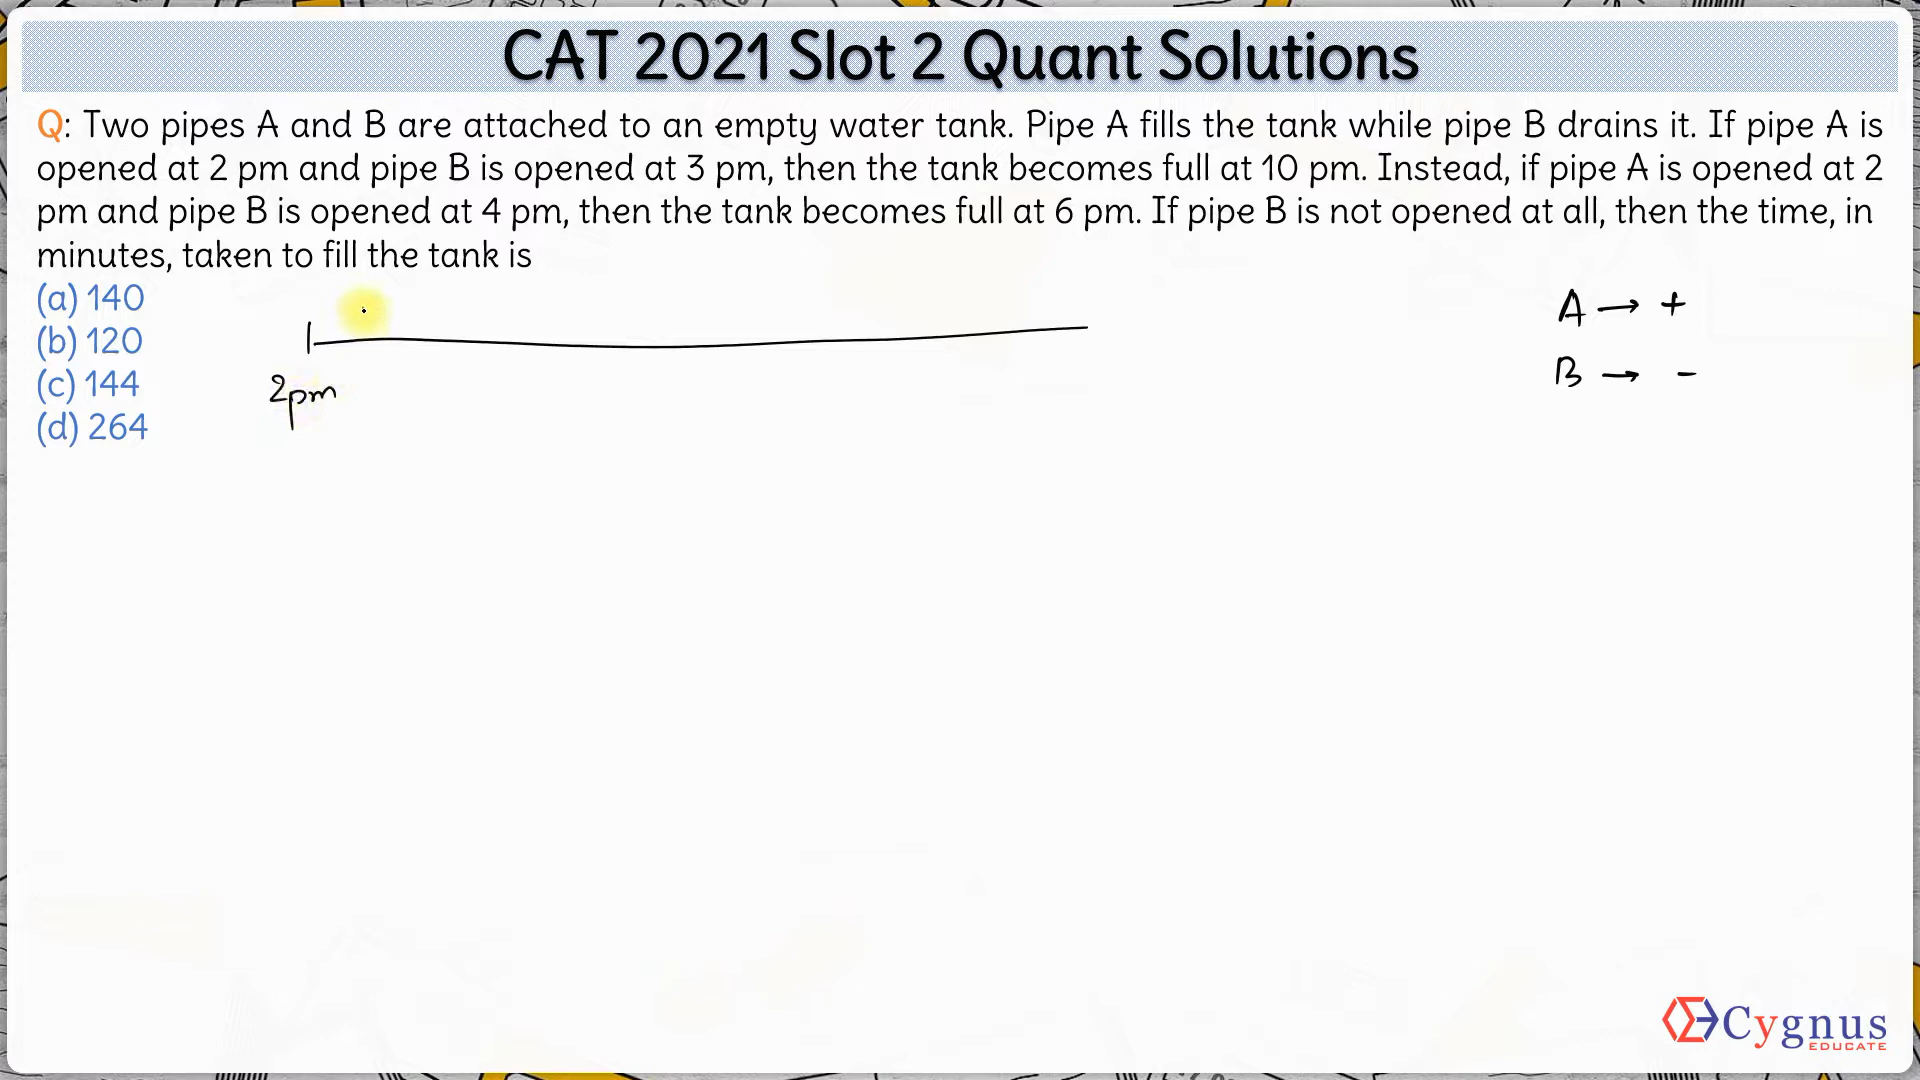 CAT 2021 Slot 2 Quant Solutions
Q: Two pipes A and B are attached to an empty water tank. Pipe A fills the tank while pipe B drains it. If pipe A is
opened at 2 pm and pipe B is opened at 3 pm, then the tank becomes full at 10 pm. Instead, if pipe A is opened at 2
pm and pipe B is opened at 4 pm, then the tank becomes full at 6 pm. If pipe B is not opened at all, then the time, in
minutes, taken to fill the tank is
(a) 140
(b) 120
(c) 144
(d) 264
2pm
A → +
B → -
Cygnus
EDUCATE